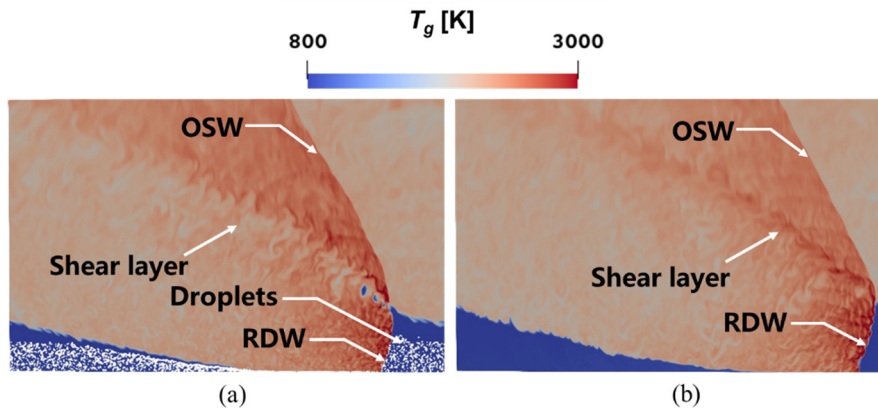 T_g [K]
800 3000
OSW
Shear layer
Droplets
RDW
OSW
Shear layer
RDW
(a) (b)